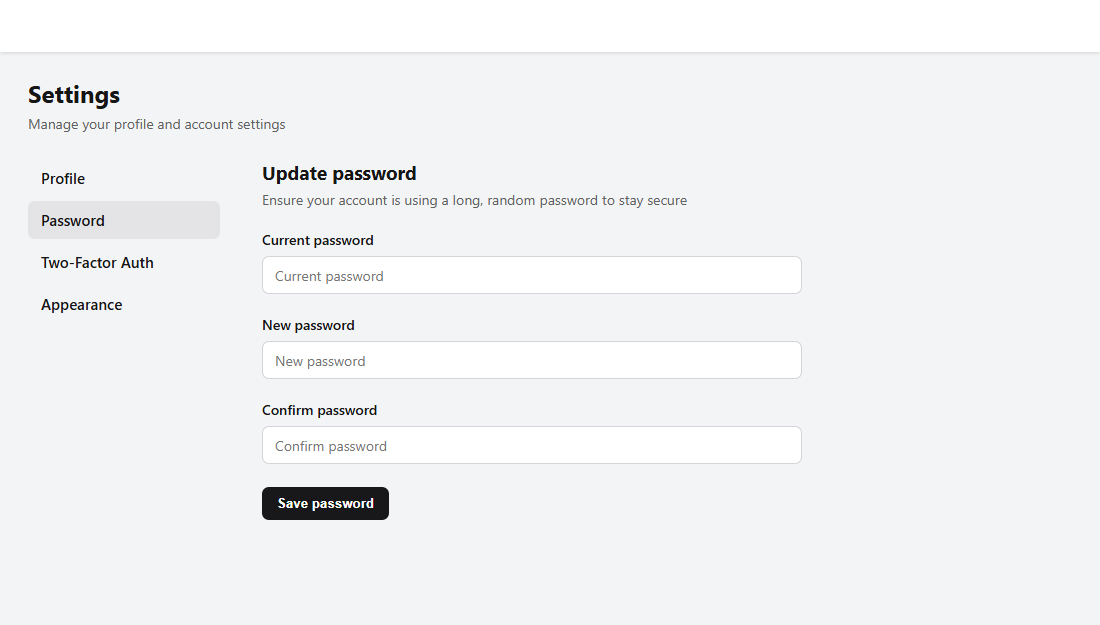 Settings
Manage your profile and account settings
Profile
Password
Two-Factor Auth
Appearance
Update password
Ensure your account is using a long, random password to stay secure
Current password
Current password
New password
New password
Confirm password
Confirm password
Save password